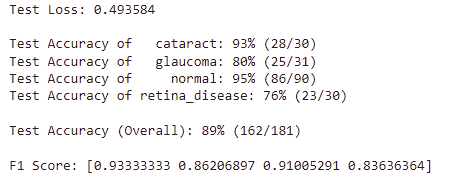 Test Loss: 0.493584
Test Accuracy of   cataract: 93% (28/30)
Test Accuracy of   glaucoma: 80% (25/31)
Test Accuracy of     normal: 95% (86/90)
Test Accuracy of retina_disease: 76% (23/30)
Test Accuracy (Overall): 89% (162/181)
F1 Score: [0.93333333 0.86206897 0.91005291 0.83636364]